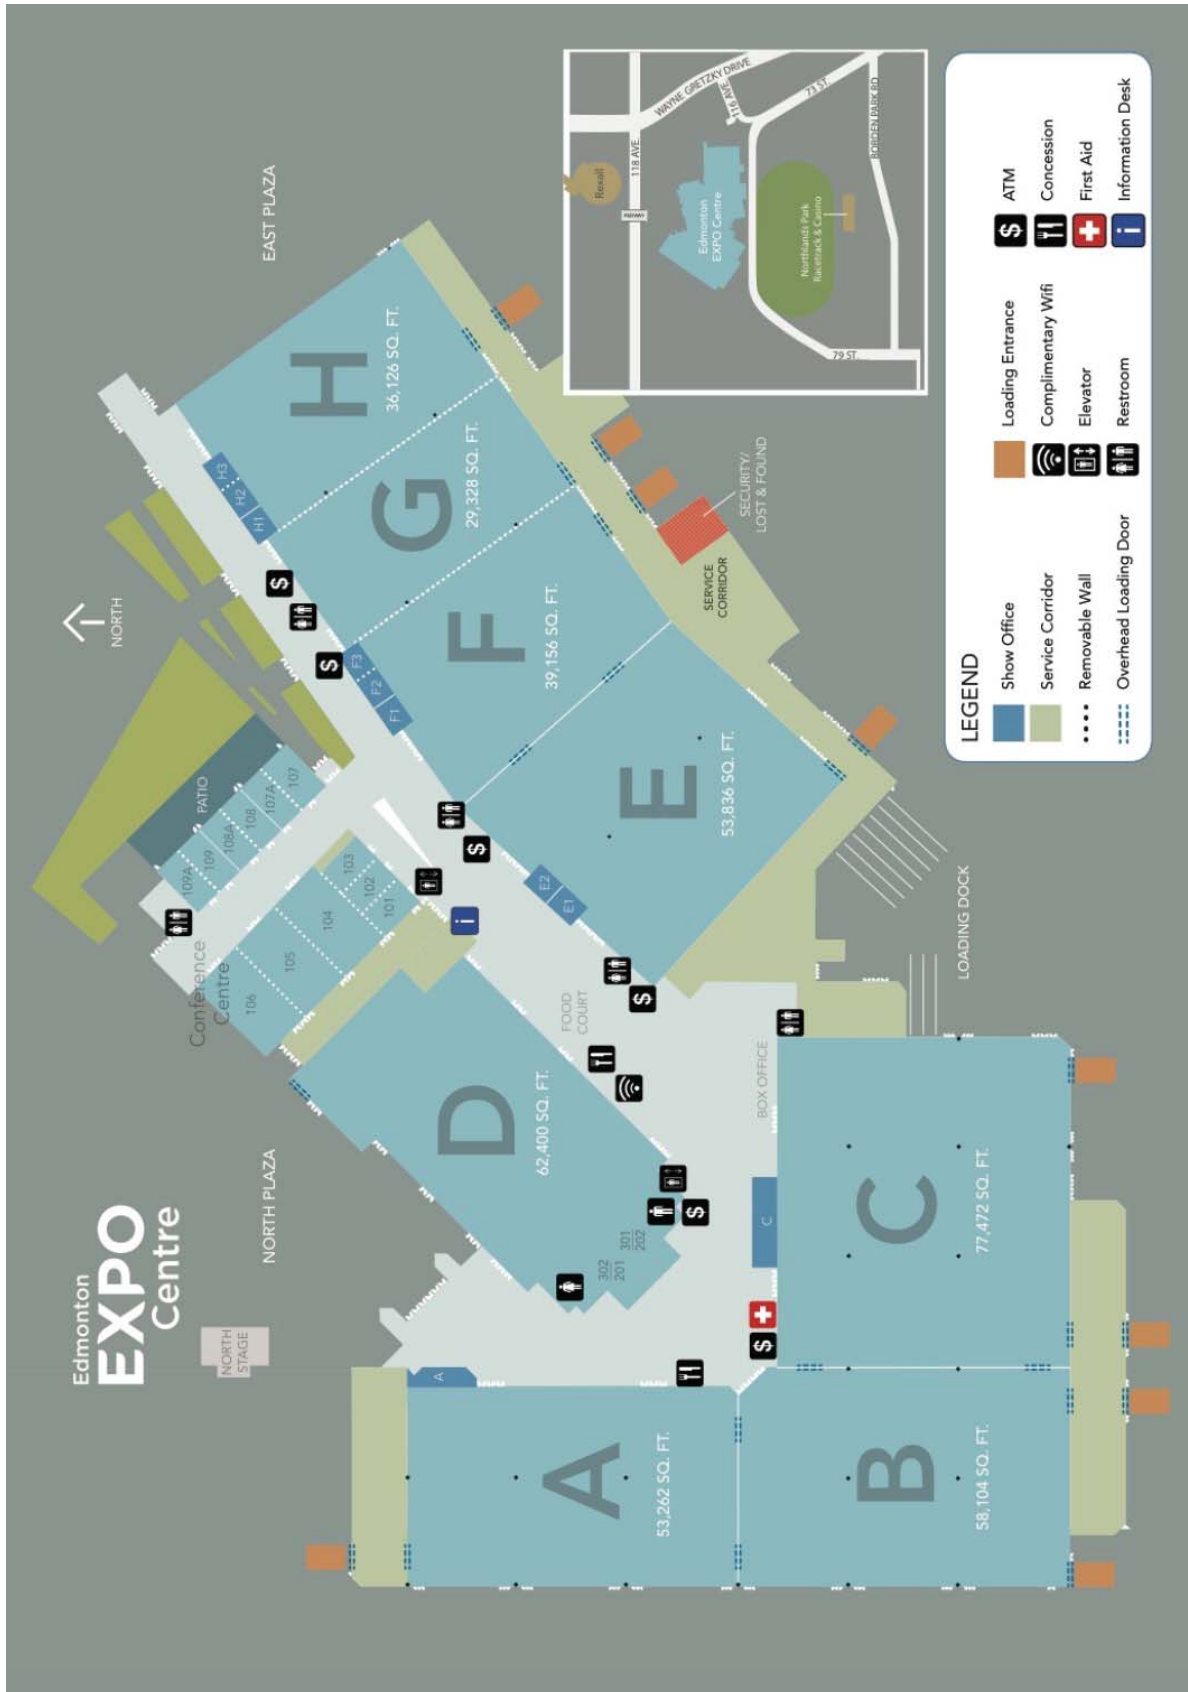 Edmonton
EXPO
Centre
NORTH
STAGE
NORTH PLAZA
NORTH
EAST PLAZA
Conference
Centre
PATIO
109A
109
108A
108
107A
107
106
105
104
103
102
101
A
A
53,262 SQ. FT.
B
58,104 SQ. FT.
C
C
77,472 SQ. FT.
D
62,400 SQ. FT.
302
201
301
202
FOOD
COURT
BOX OFFICE
E1
E2
E
53,836 SQ. FT.
F1
F2
F3
F
39,156 SQ. FT.
G
29,328 SQ. FT.
H1
H2
H3
H
36,126 SQ. FT.
SERVICE
CORRIDOR
SECURITY/
LOST & FOUND
LOADING DOCK
Rexall
118 AVE.
WAYNE GRETZKY DRIVE
116 AVE.
73 ST.
BORDEN PARK RD
79 ST.
Edmonton
EXPO Centre
Northlands Park
Racetrack & Casino
LEGEND
Show Office
Service Corridor
Removable Wall
Overhead Loading Door
Loading Entrance
Complimentary Wifi
Elevator
Restroom
$ ATM
Concession
First Aid
i Information Desk